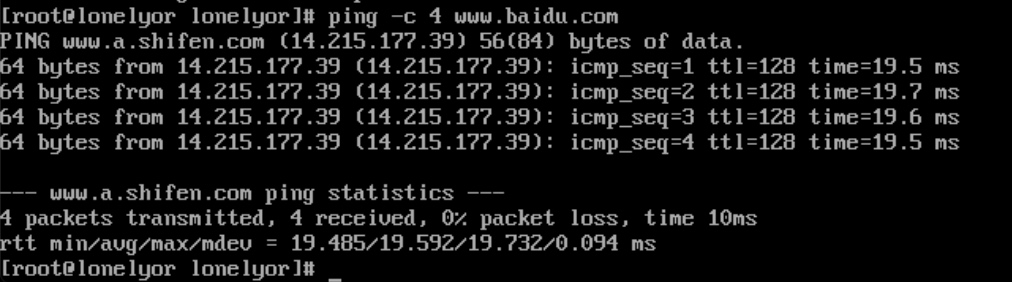 [root@lonelyor lonelyor]# ping -c 4 www.baidu.com
PING www.a.shifen.com (14.215.177.39) 56(84) bytes of data.
64 bytes from 14.215.177.39 (14.215.177.39): icmp_seq=1 ttl=128 time=19.5 ms
64 bytes from 14.215.177.39 (14.215.177.39): icmp_seq=2 ttl=128 time=19.7 ms
64 bytes from 14.215.177.39 (14.215.177.39): icmp_seq=3 ttl=128 time=19.6 ms
64 bytes from 14.215.177.39 (14.215.177.39): icmp_seq=4 ttl=128 time=19.5 ms
--- www.a.shifen.com ping statistics ---
4 packets transmitted, 4 received, 0% packet loss, time 10ms
rtt min/avg/max/mdev = 19.485/19.592/19.732/0.094 ms
[root@lonelyor lonelyor]# _